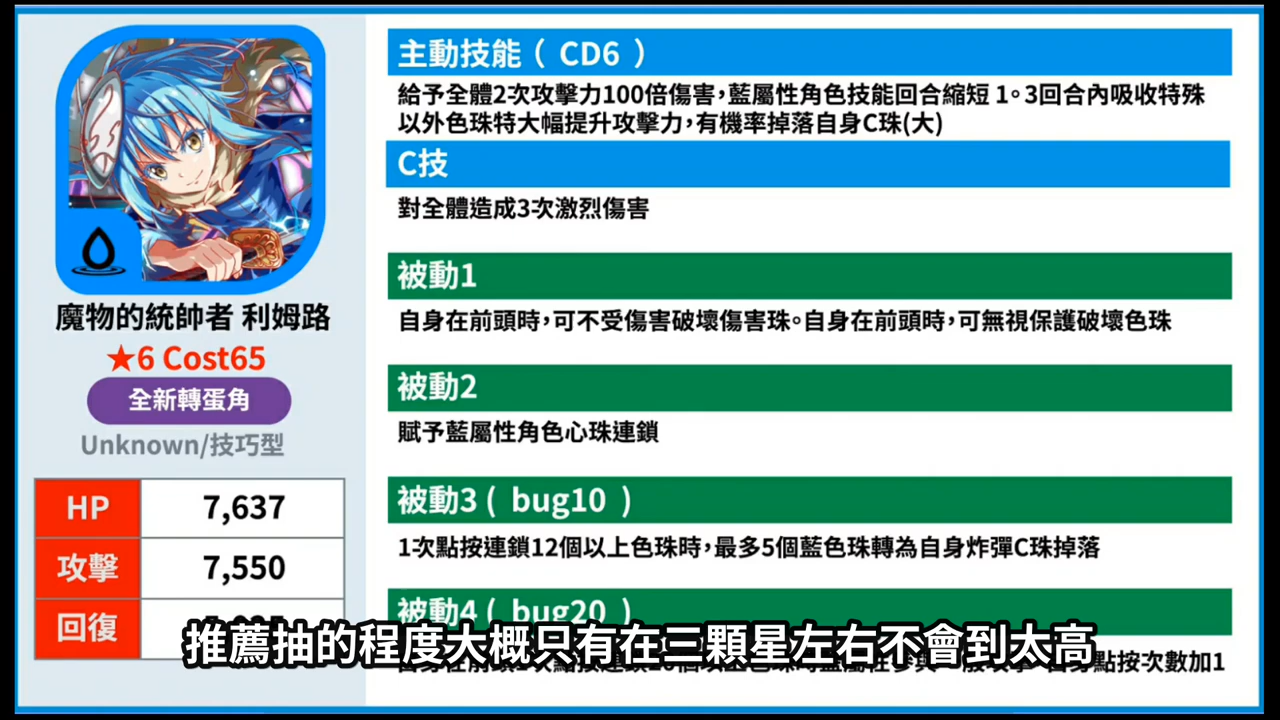 主動技能（ CD6 ）
給予全體2次攻擊力100倍傷害，藍屬性角色技能回合縮短 1。3回合內吸收特殊
以外色珠特大幅提升攻擊力，有機率掉落自身C珠(大)
C技
對全體造成3次激烈傷害
被動1
自身在前頭時，可不受傷害破壞傷害珠。自身在前頭時，可無視保護破壞色珠
被動2
賦予藍屬性角色心珠連鎖
被動3（ bug10 ）
1次點按連鎖12個以上色珠時，最多5個藍色珠轉為自身炸彈C珠掉落
被動4（ bug20 ）
點按次數加1
魔物的統帥者 利姆路
★6 Cost65
全新轉蛋角
Unknown/技巧型
HP 7,637
攻擊 7,550
回復
推薦抽的程度大概只有在三顆星左右不會到太高